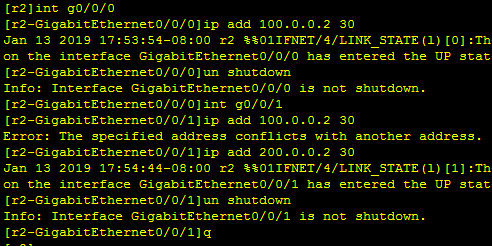 [r2]int g0/0/0
[r2-GigabitEthernet0/0/0]ip add 100.0.0.2 30
Jan 13 2019 17:53:54-08:00 r2 %%01IFNET/4/LINK_STATE(l)[0]:Th
on the interface GigabitEthernet0/0/0 has entered the UP stat
[r2-GigabitEthernet0/0/0]un shutdown
Info: Interface GigabitEthernet0/0/0 is not shutdown.
[r2-GigabitEthernet0/0/0]int g0/0/1
[r2-GigabitEthernet0/0/1]ip add 100.0.0.2 30
Error: The specified address conflicts with another address.
[r2-GigabitEthernet0/0/1]ip add 200.0.0.2 30
Jan 13 2019 17:54:44-08:00 r2 %%01IFNET/4/LINK_STATE(l)[1]:Th
on the interface GigabitEthernet0/0/1 has entered the UP stat
[r2-GigabitEthernet0/0/1]un shutdown
Info: Interface GigabitEthernet0/0/1 is not shutdown.
[r2-GigabitEthernet0/0/1]q